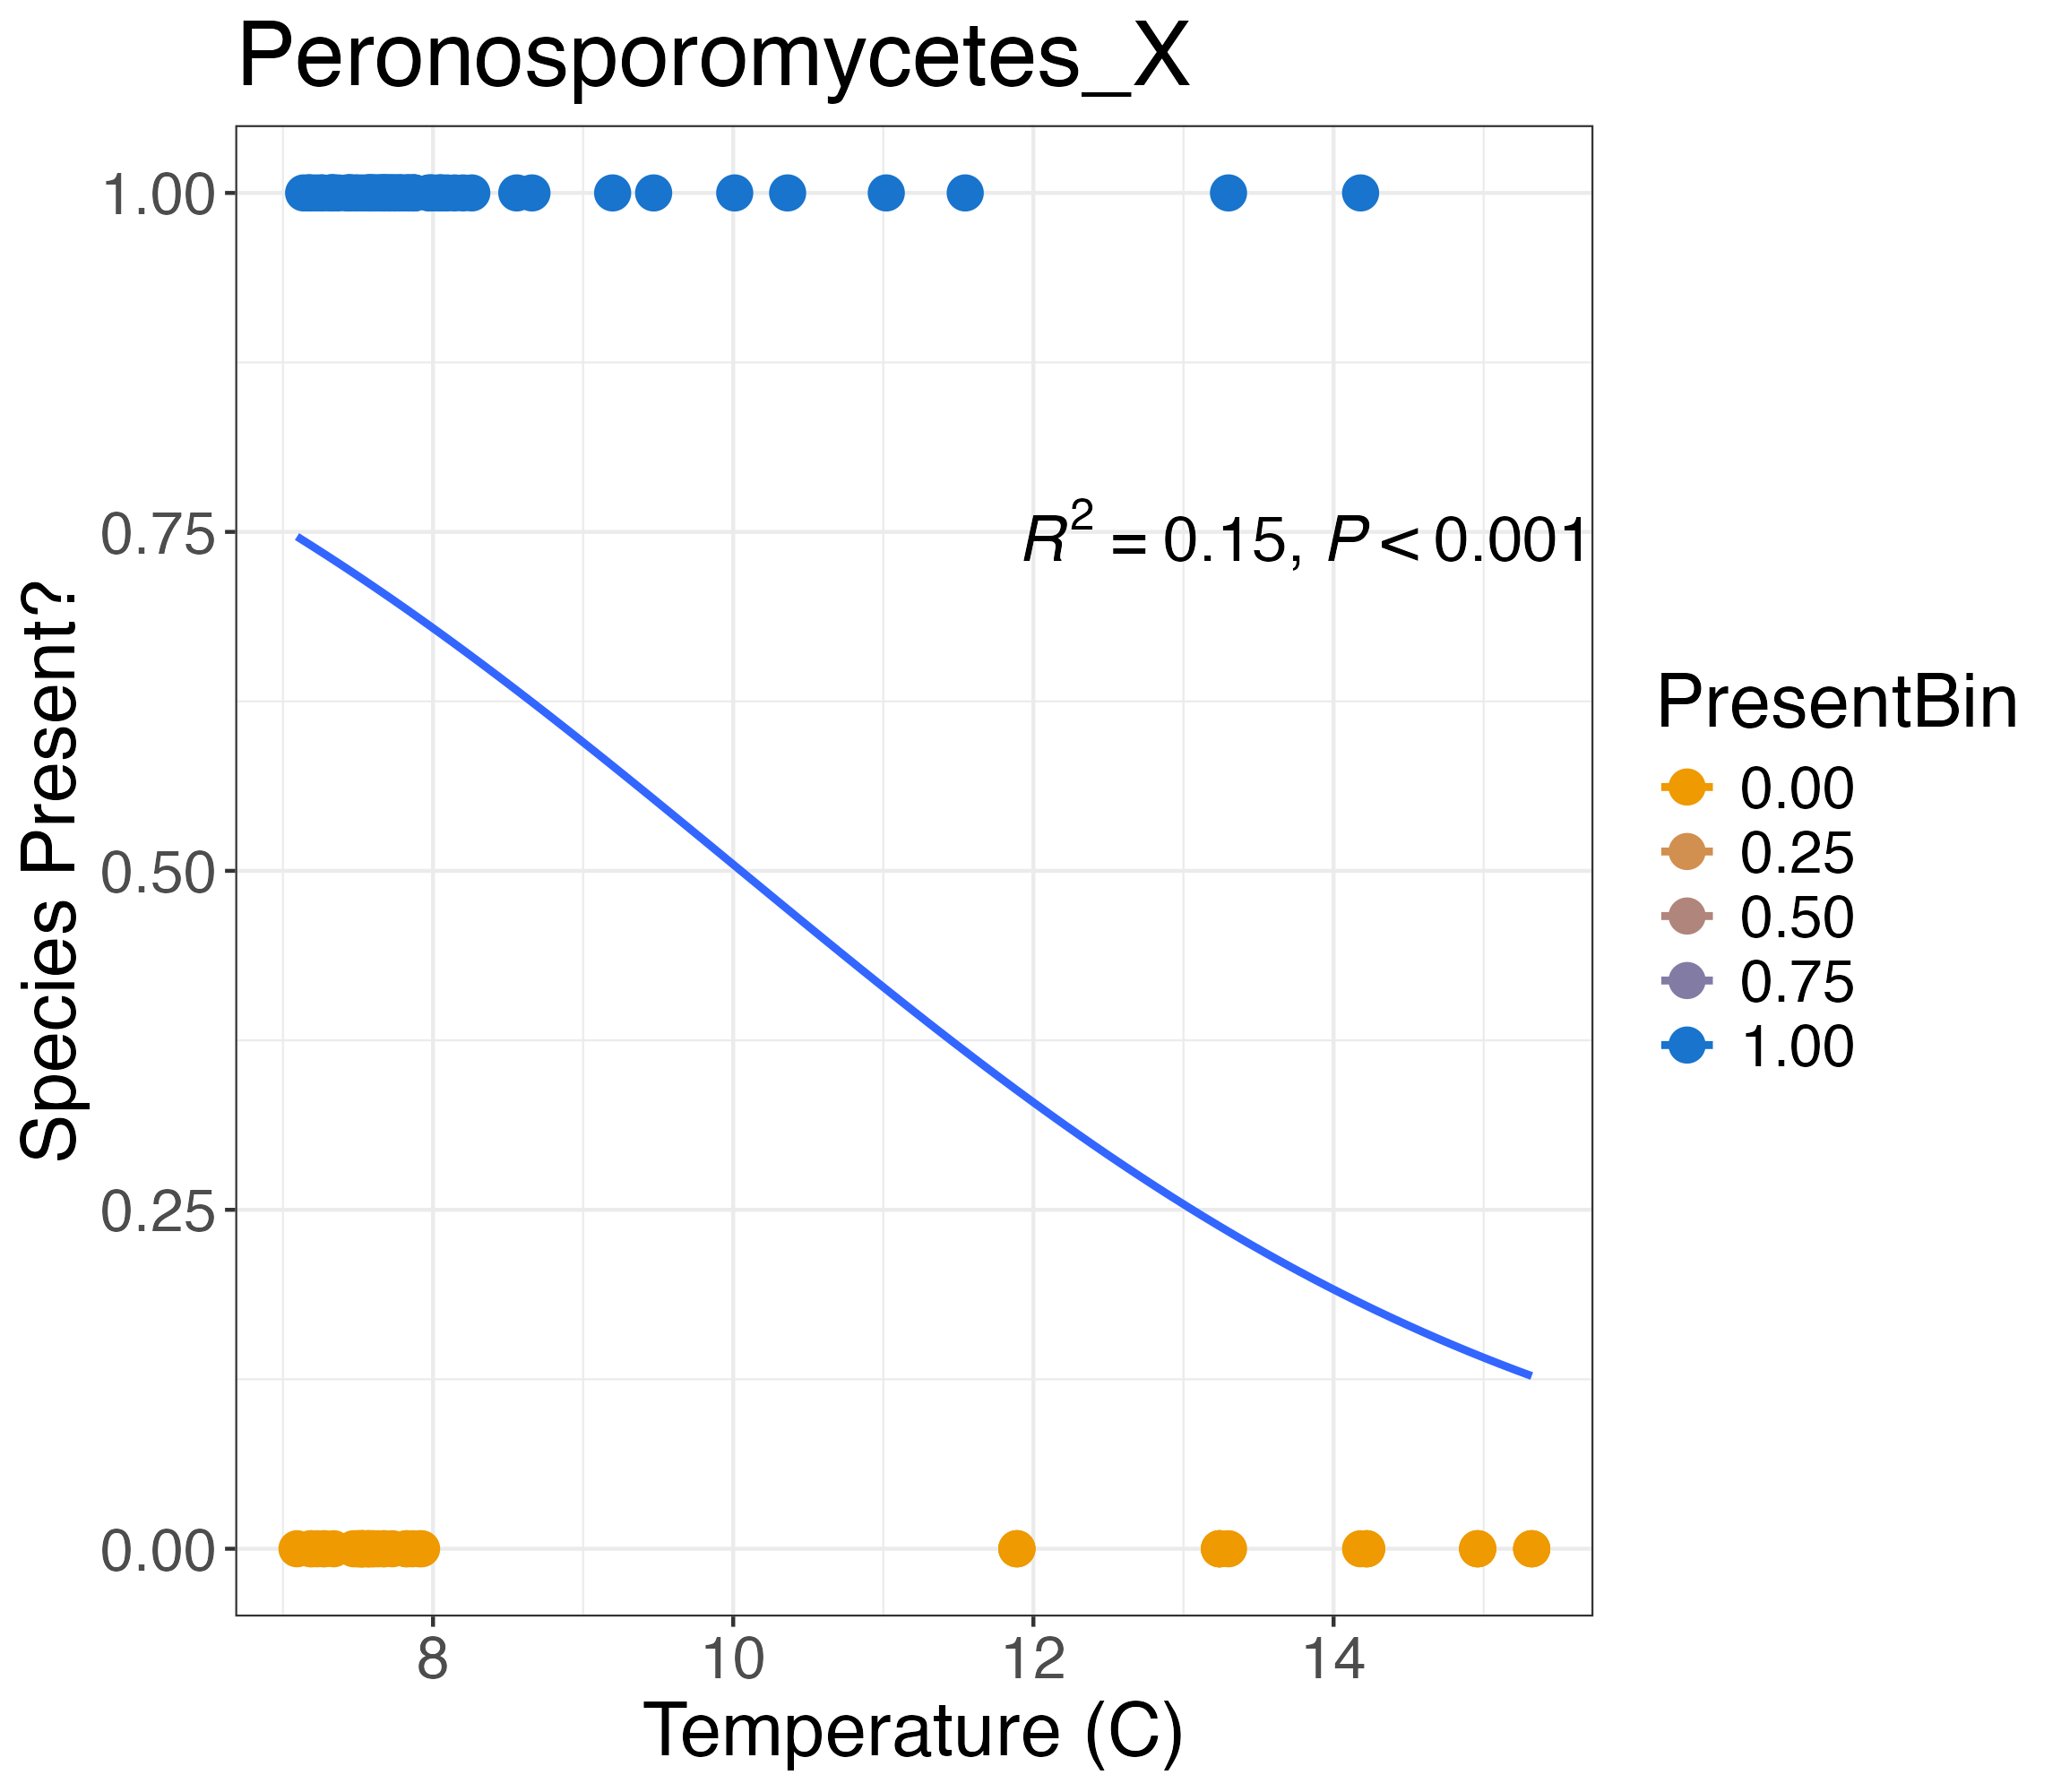 Peronosporomycetes_X
1.00
0.75
0.50
0.25
0.00
Species Present?
R² = 0.15, P < 0.001
8 10 12 14
Temperature (C)
PresentBin
0.00
0.25
0.50
0.75
1.00